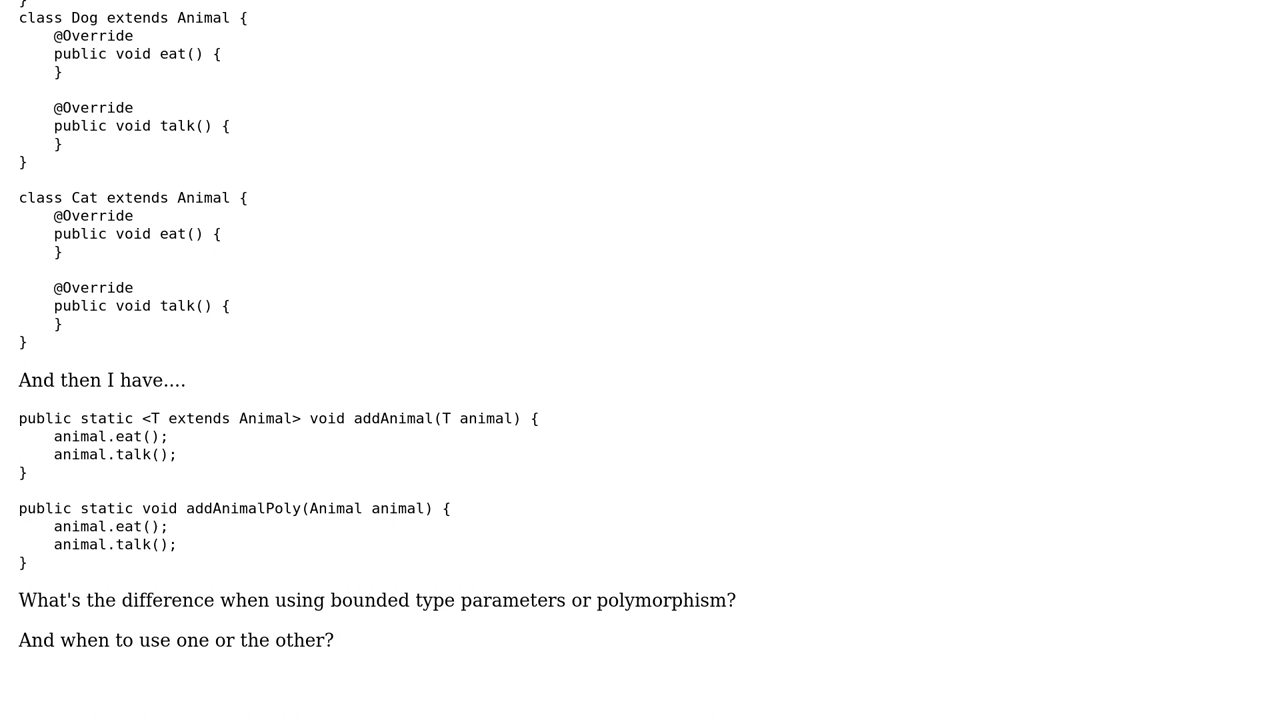 }
class Dog extends Animal {
    @Override
    public void eat() {
    }

    @Override
    public void talk() {
    }
}

class Cat extends Animal {
    @Override
    public void eat() {
    }

    @Override
    public void talk() {
    }
}
And then I have....
public static <T extends Animal> void addAnimal(T animal) {
    animal.eat();
    animal.talk();
}

public static void addAnimalPoly(Animal animal) {
    animal.eat();
    animal.talk();
}
What's the difference when using bounded type parameters or polymorphism?
And when to use one or the other?